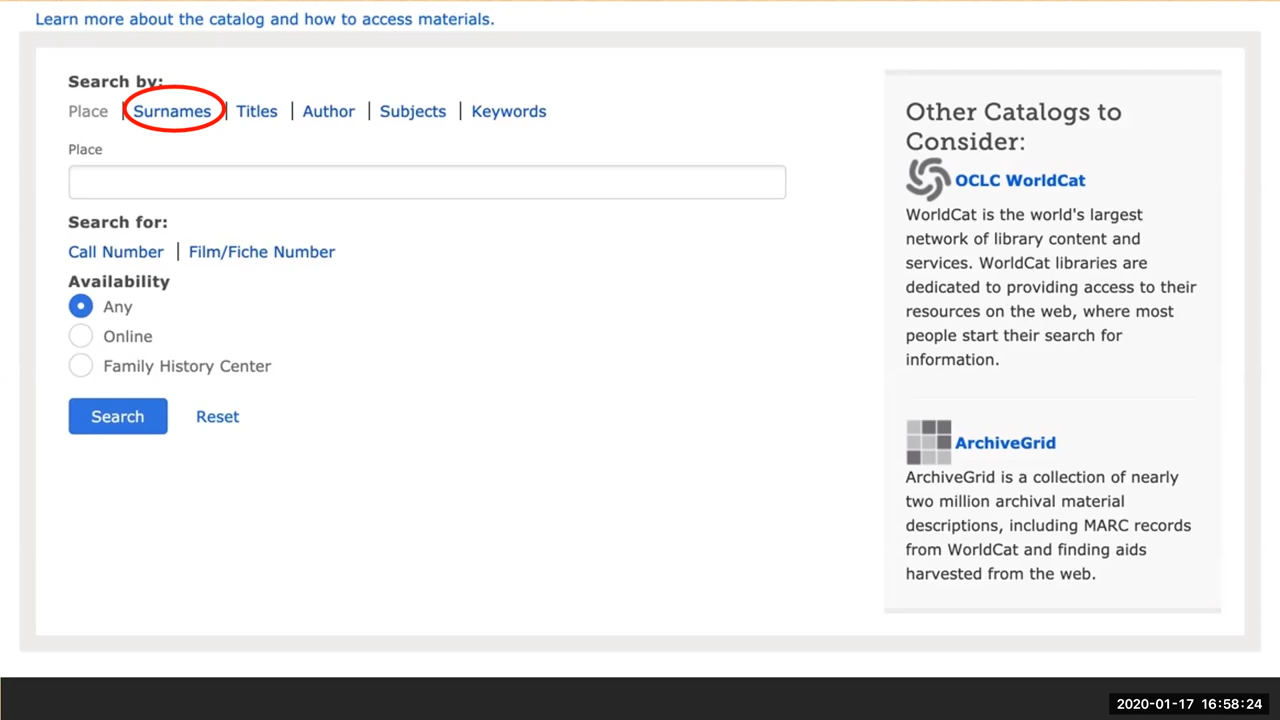 Learn more about the catalog and how to access materials.
Search by:
Place | Surnames | Titles | Author | Subjects | Keywords
Place
Search for:
Call Number | Film/Fiche Number
Availability
Any
Online
Family History Center
Search Reset
Other Catalogs to
Consider:
OCLC WorldCat
WorldCat is the world's largest
network of library content and
services. WorldCat libraries are
dedicated to providing access to their
resources on the web, where most
people start their search for
information.
ArchiveGrid
ArchiveGrid is a collection of nearly
two million archival material
descriptions, including MARC records
from WorldCat and finding aids
harvested from the web.
2020-01-17 16:58:24